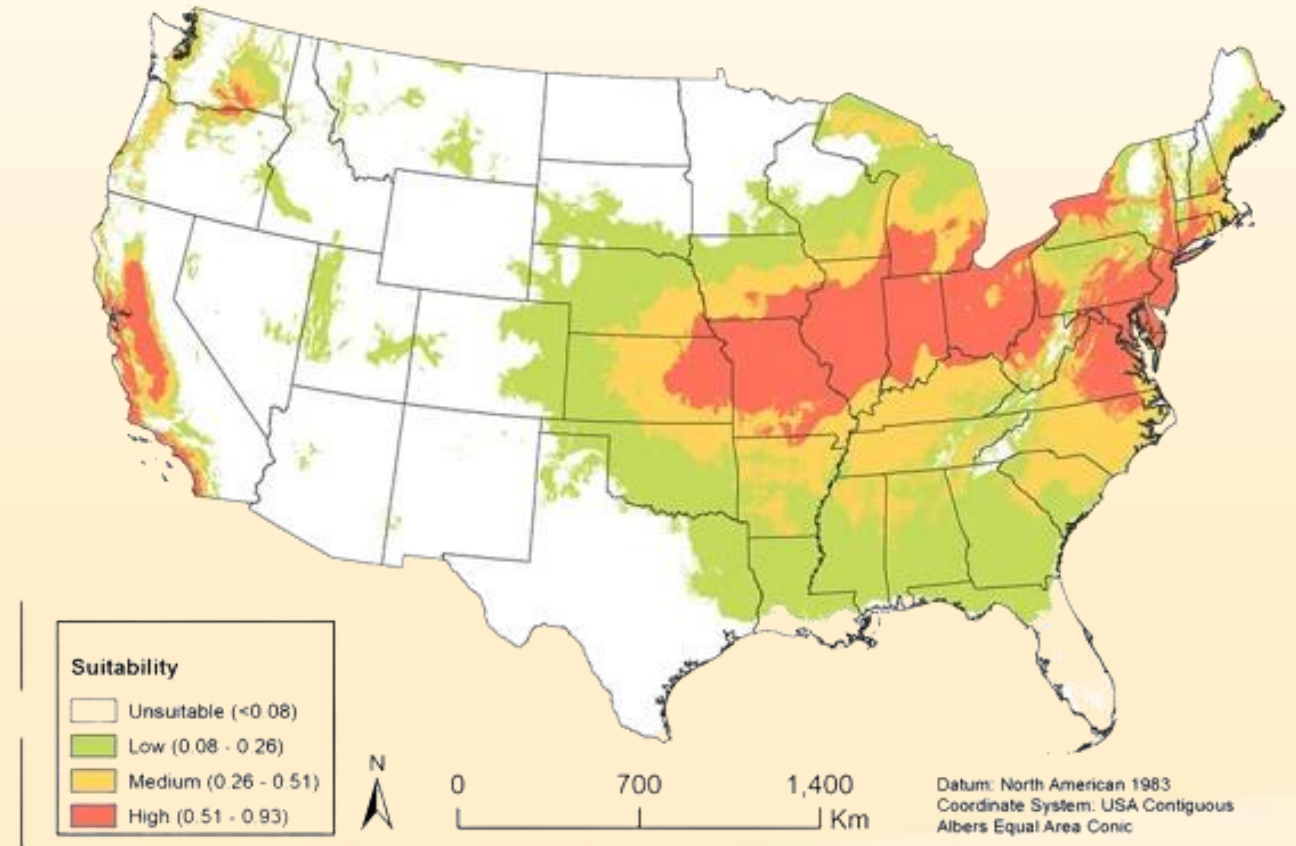 Suitability
Unsuitable (<0.08)
Low (0.08 - 0.26)
Medium (0.26 - 0.51)
High (0.51 - 0.93)
N
0 700 1,400
Km
Datum: North American 1983
Coordinate System: USA Contiguous
Albers Equal Area Conic